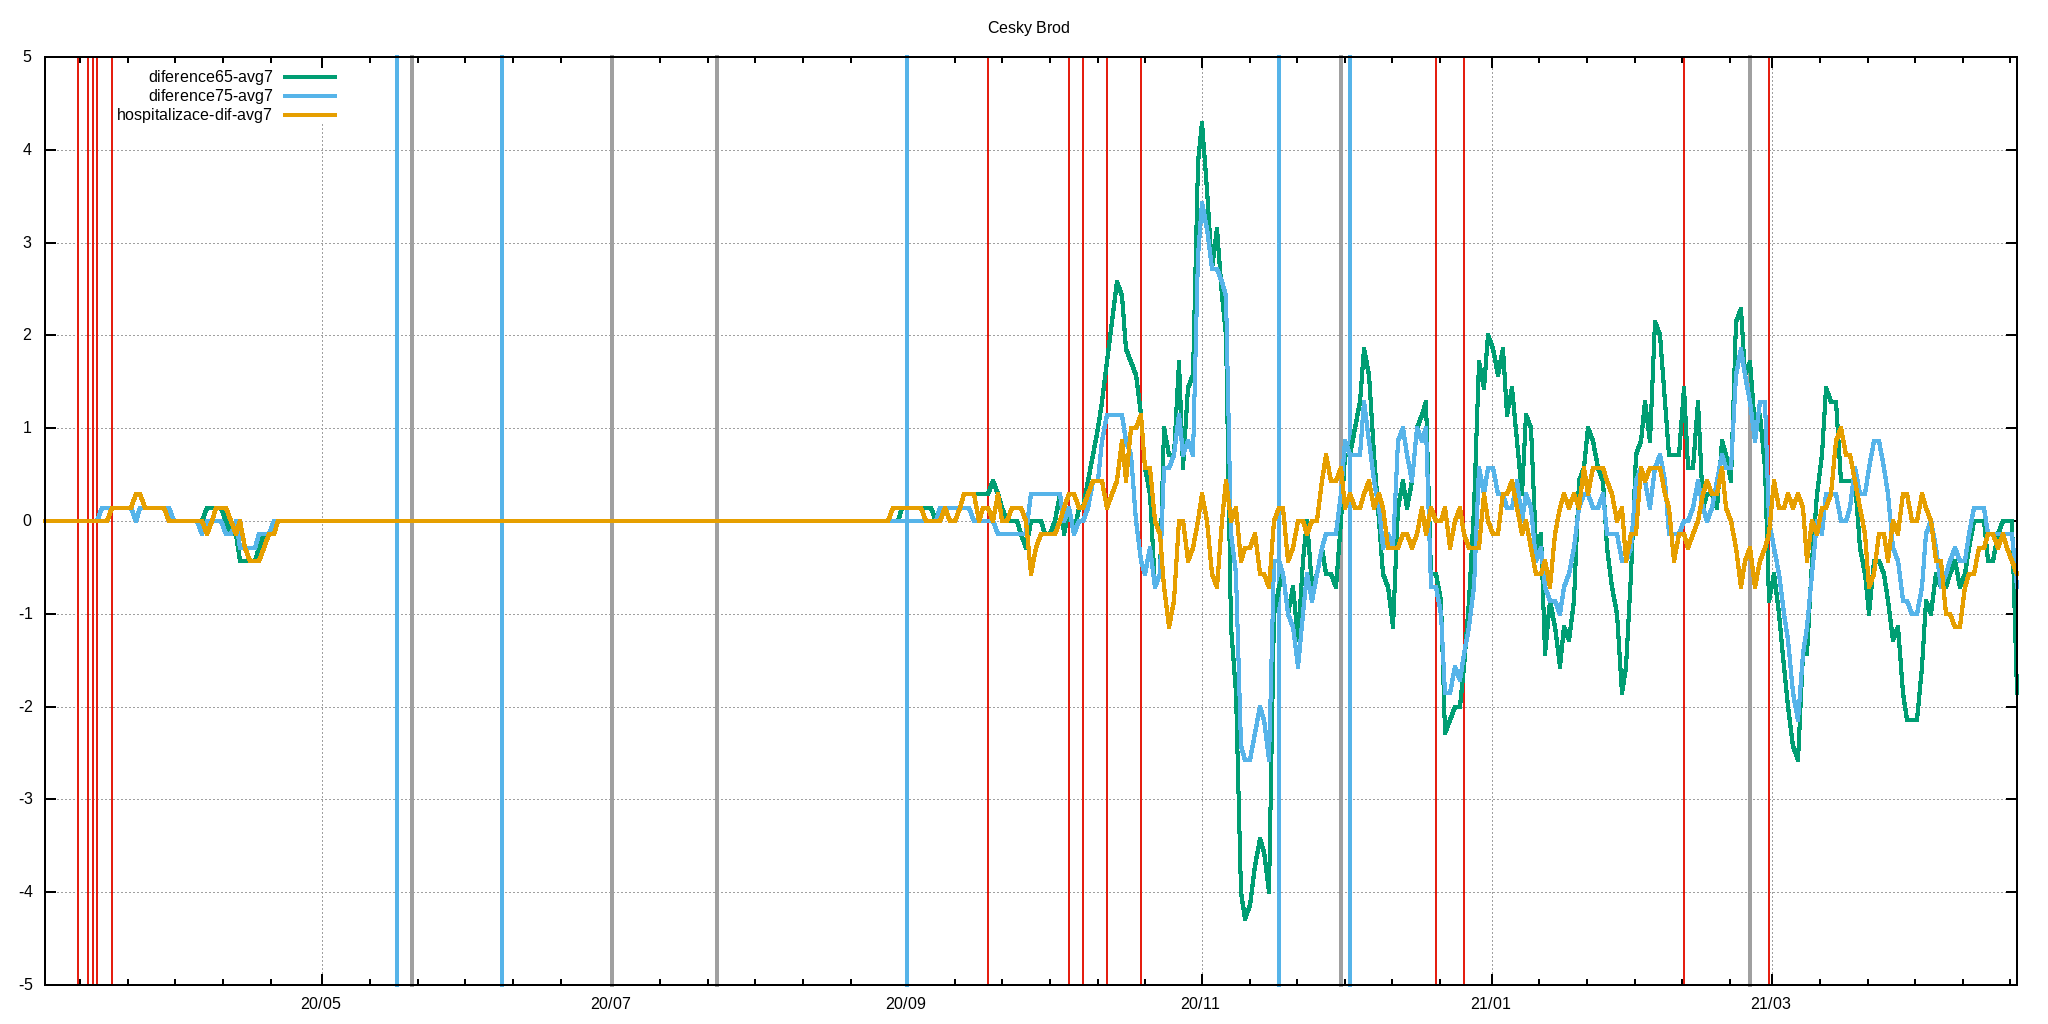 Cesky Brod
diference65-avg7
diference75-avg7
hospitalizace-dif-avg7
5
4
3
2
1
0
-1
-2
-3
-4
-5
20/05 20/07 20/09 20/11 21/01 21/03